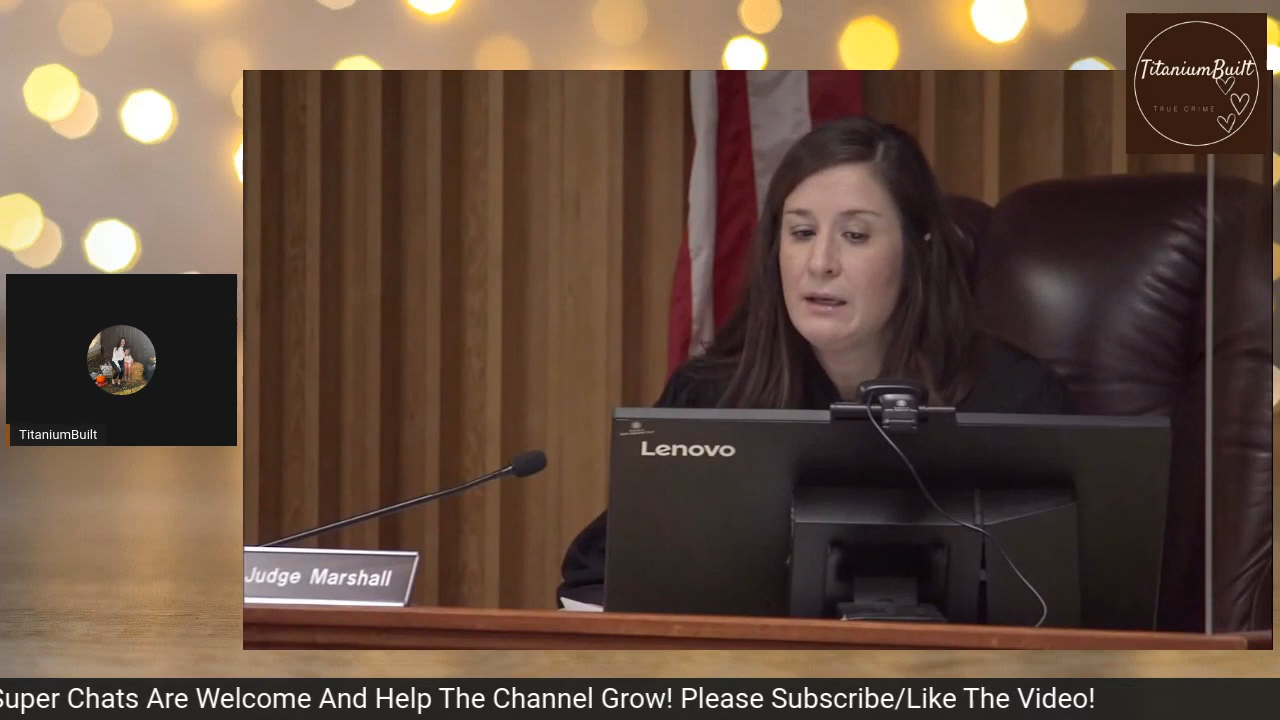 TitaniumBuilt
TRUE CRIME
Lenovo
TitaniumBuilt
Judge Marshall
Super Chats Are Welcome And Help The Channel Grow! Please Subscribe/Like The Video!